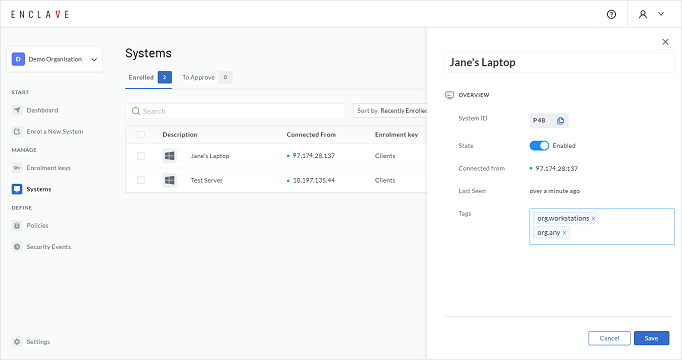 ENCLAVE
D Demo Organisation
START
Dashboard
Enrol a New System
MANAGE
Enrolment keys
Systems
DEFINE
Policies
Security Events
Settings
Systems
Enrolled 2 To Approve 0
Search
Sort by Recently Enrolled
Description Connected From Enrolment key
Jane's Laptop 97.174.28.137 Clients
Test Server 18.197.135.44 Clients
Jane's Laptop
OVERVIEW
System ID P48
State Enabled
Connected from 97.174.28.137
Last Seen over a minute ago
Tags org.workstations ×
org.any ×
Cancel Save